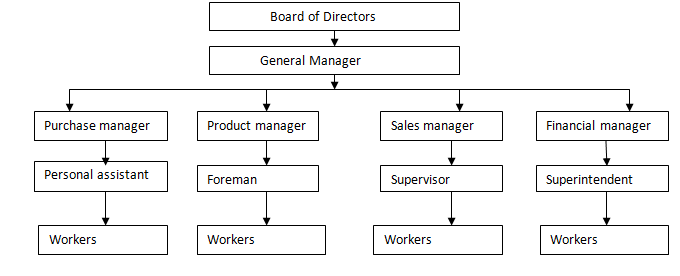 Board of Directors
General Manager
Purchase manager
Product manager
Sales manager
Financial manager
Personal assistant
Foreman
Supervisor
Superintendent
Workers
Workers
Workers
Workers